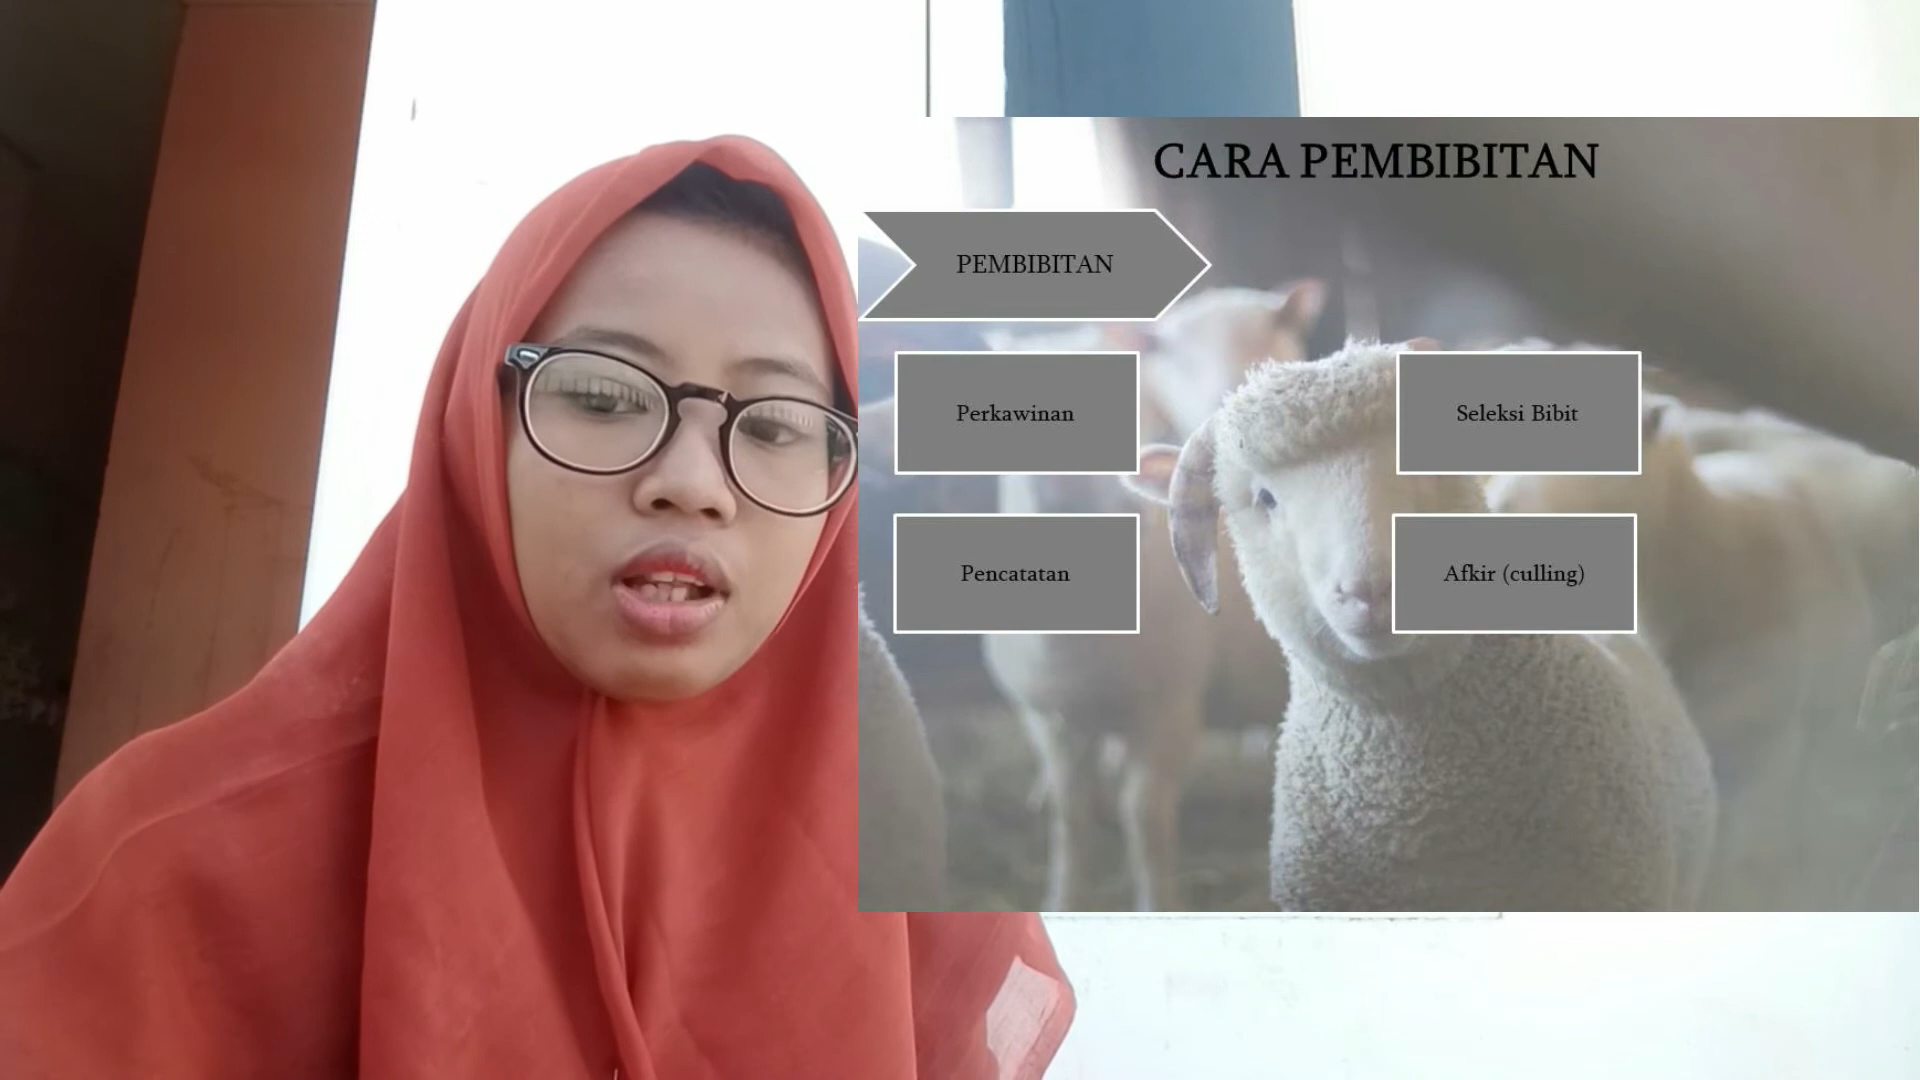 CARA PEMBIBITAN
PEMBIBITAN
Perkawinan
Seleksi Bibit
Pencatatan
Afkir (culling)